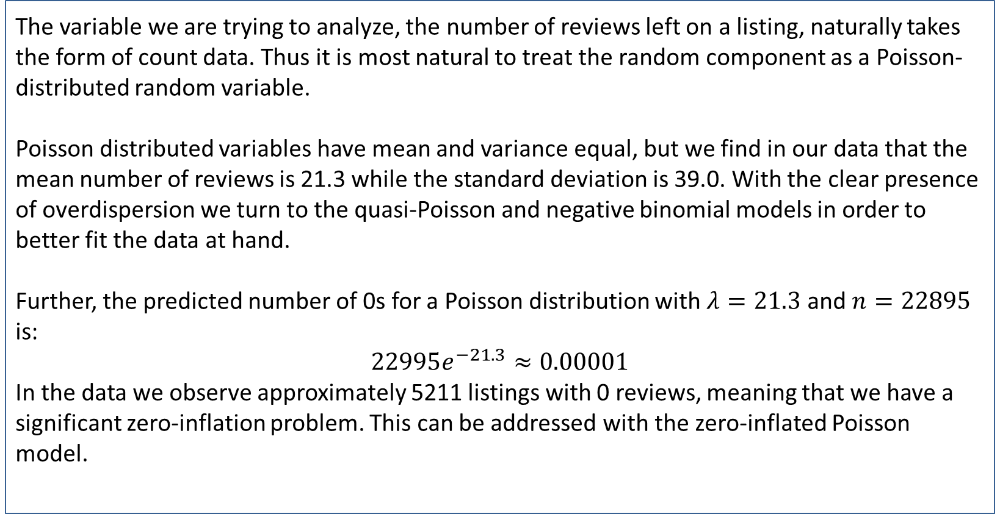 The variable we are trying to analyze, the number of reviews left on a listing, naturally takes
the form of count data. Thus it is most natural to treat the random component as a Poisson-
distributed random variable.
Poisson distributed variables have mean and variance equal, but we find in our data that the
mean number of reviews is 21.3 while the standard deviation is 39.0. With the clear presence
of overdispersion we turn to the quasi-Poisson and negative binomial models in order to
better fit the data at hand.
Further, the predicted number of 0s for a Poisson distribution with 𝜆 = 21.3 and 𝑛 = 22895
is:
22995𝑒⁻²¹·³ ≈ 0.00001
In the data we observe approximately 5211 listings with 0 reviews, meaning that we have a
significant zero-inflation problem. This can be addressed with the zero-inflated Poisson
model.